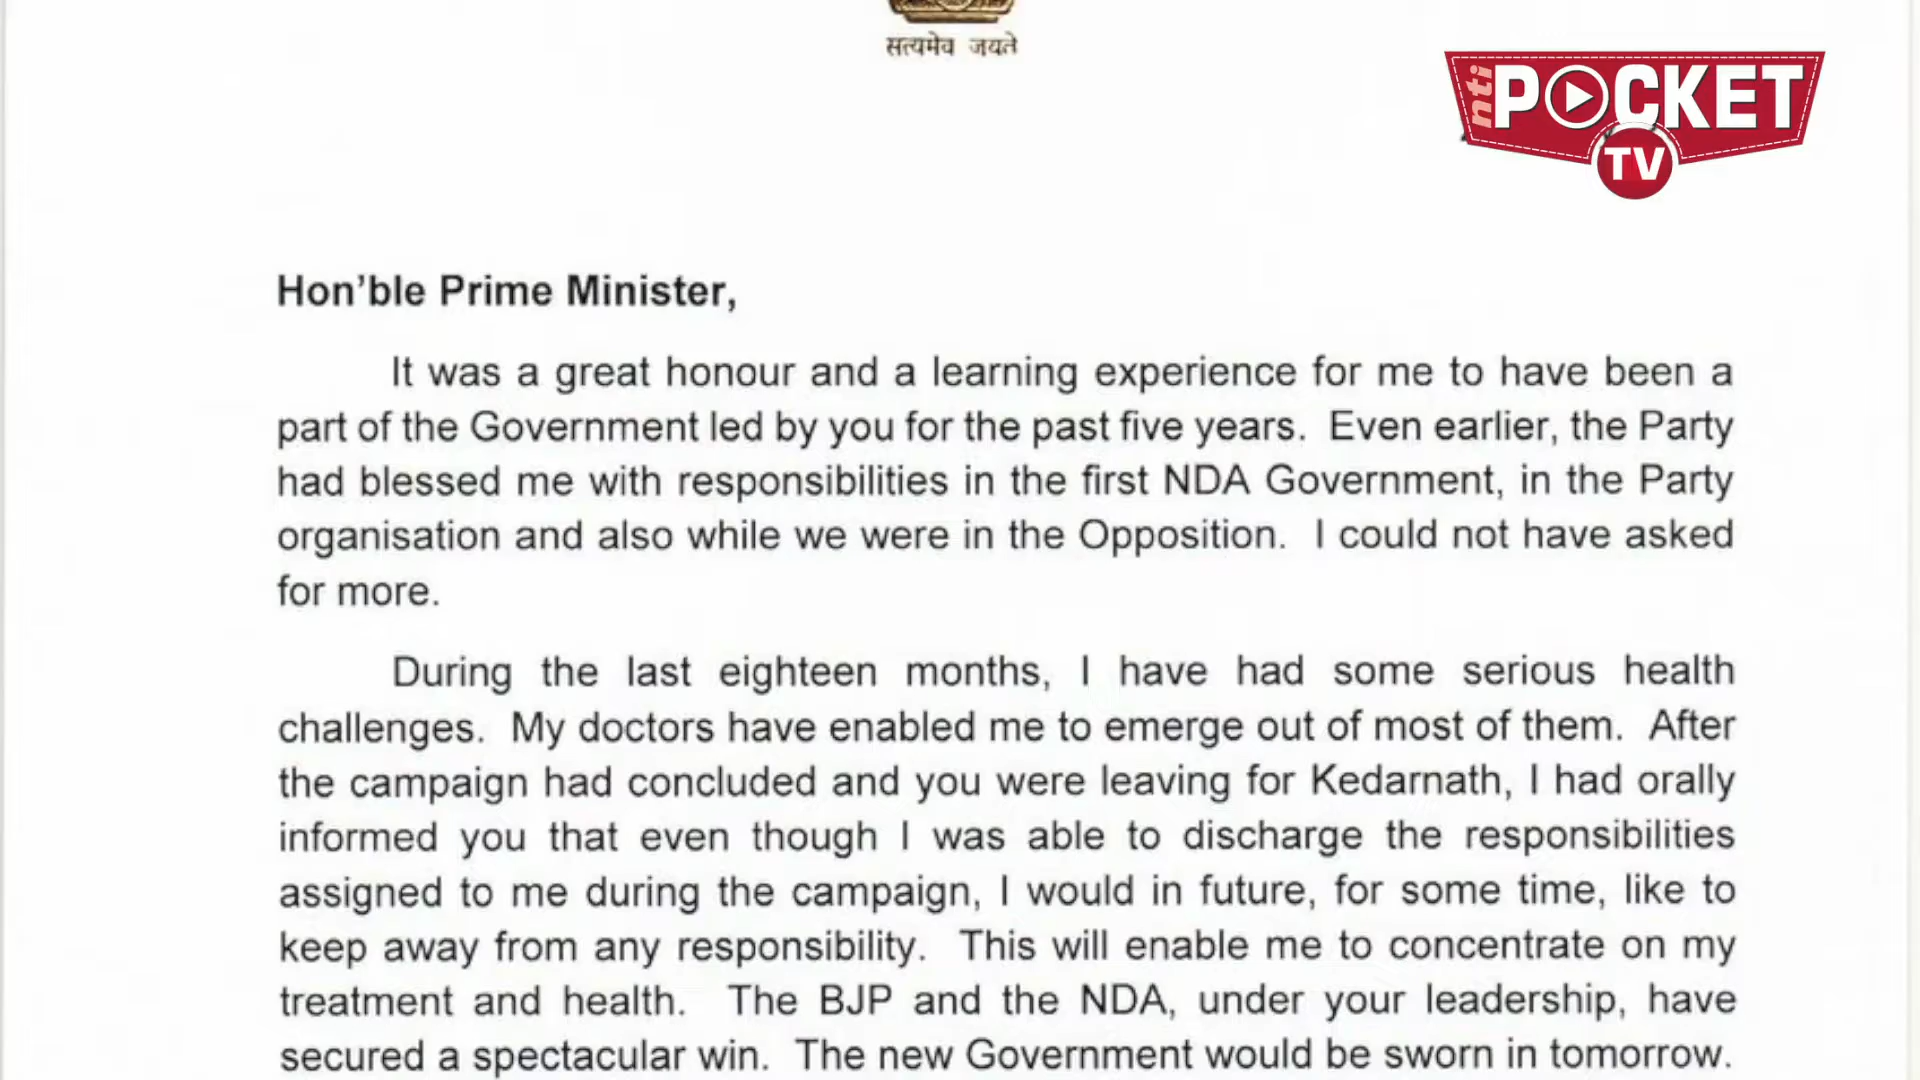 सत्यमेव जयते
nti
POCKET
TV
Hon'ble Prime Minister,
It was a great honour and a learning experience for me to have been a
part of the Government led by you for the past five years. Even earlier, the Party
had blessed me with responsibilities in the first NDA Government, in the Party
organisation and also while we were in the Opposition. I could not have asked
for more.
During the last eighteen months, I have had some serious health
challenges. My doctors have enabled me to emerge out of most of them. After
the campaign had concluded and you were leaving for Kedarnath, I had orally
informed you that even though I was able to discharge the responsibilities
assigned to me during the campaign, I would in future, for some time, like to
keep away from any responsibility. This will enable me to concentrate on my
treatment and health. The BJP and the NDA, under your leadership, have
secured a spectacular win. The new Government would be sworn in tomorrow.